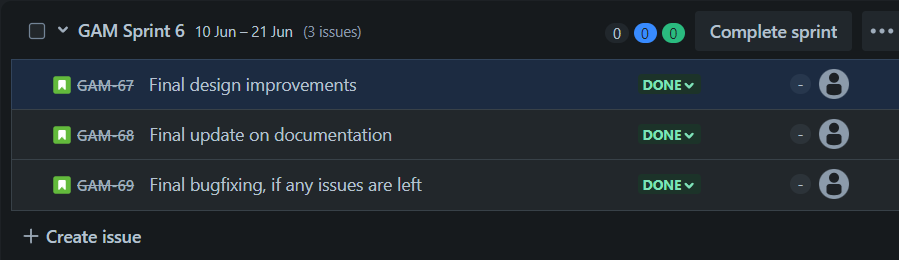 GAM Sprint 6 10 Jun – 21 Jun (3 issues) 0 0 0 Complete sprint
GAM-67 Final design improvements DONE -
GAM-68 Final update on documentation DONE -
GAM-69 Final bugfixing, if any issues are left DONE -
+ Create issue